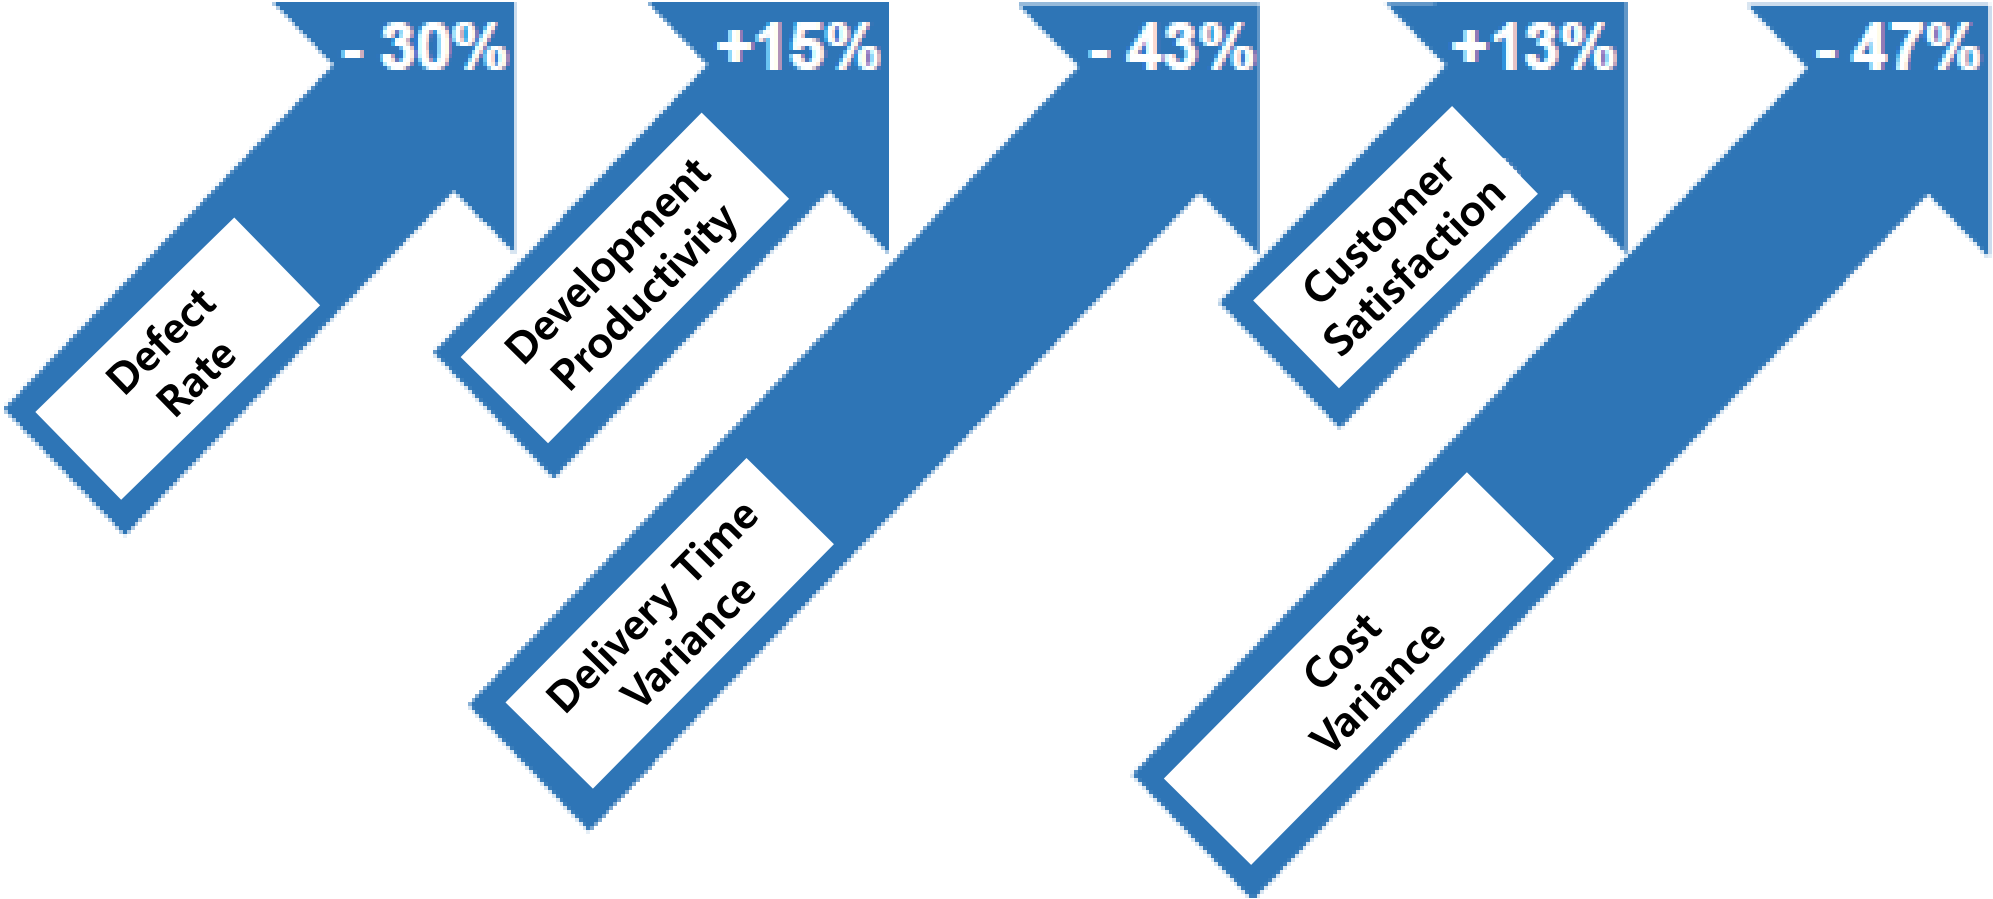 - 30%
Defect
Rate
+15%
Development
Productivity
- 43%
Delivery Time
Variance
+13%
Customer
Satisfaction
- 47%
Cost
Variance